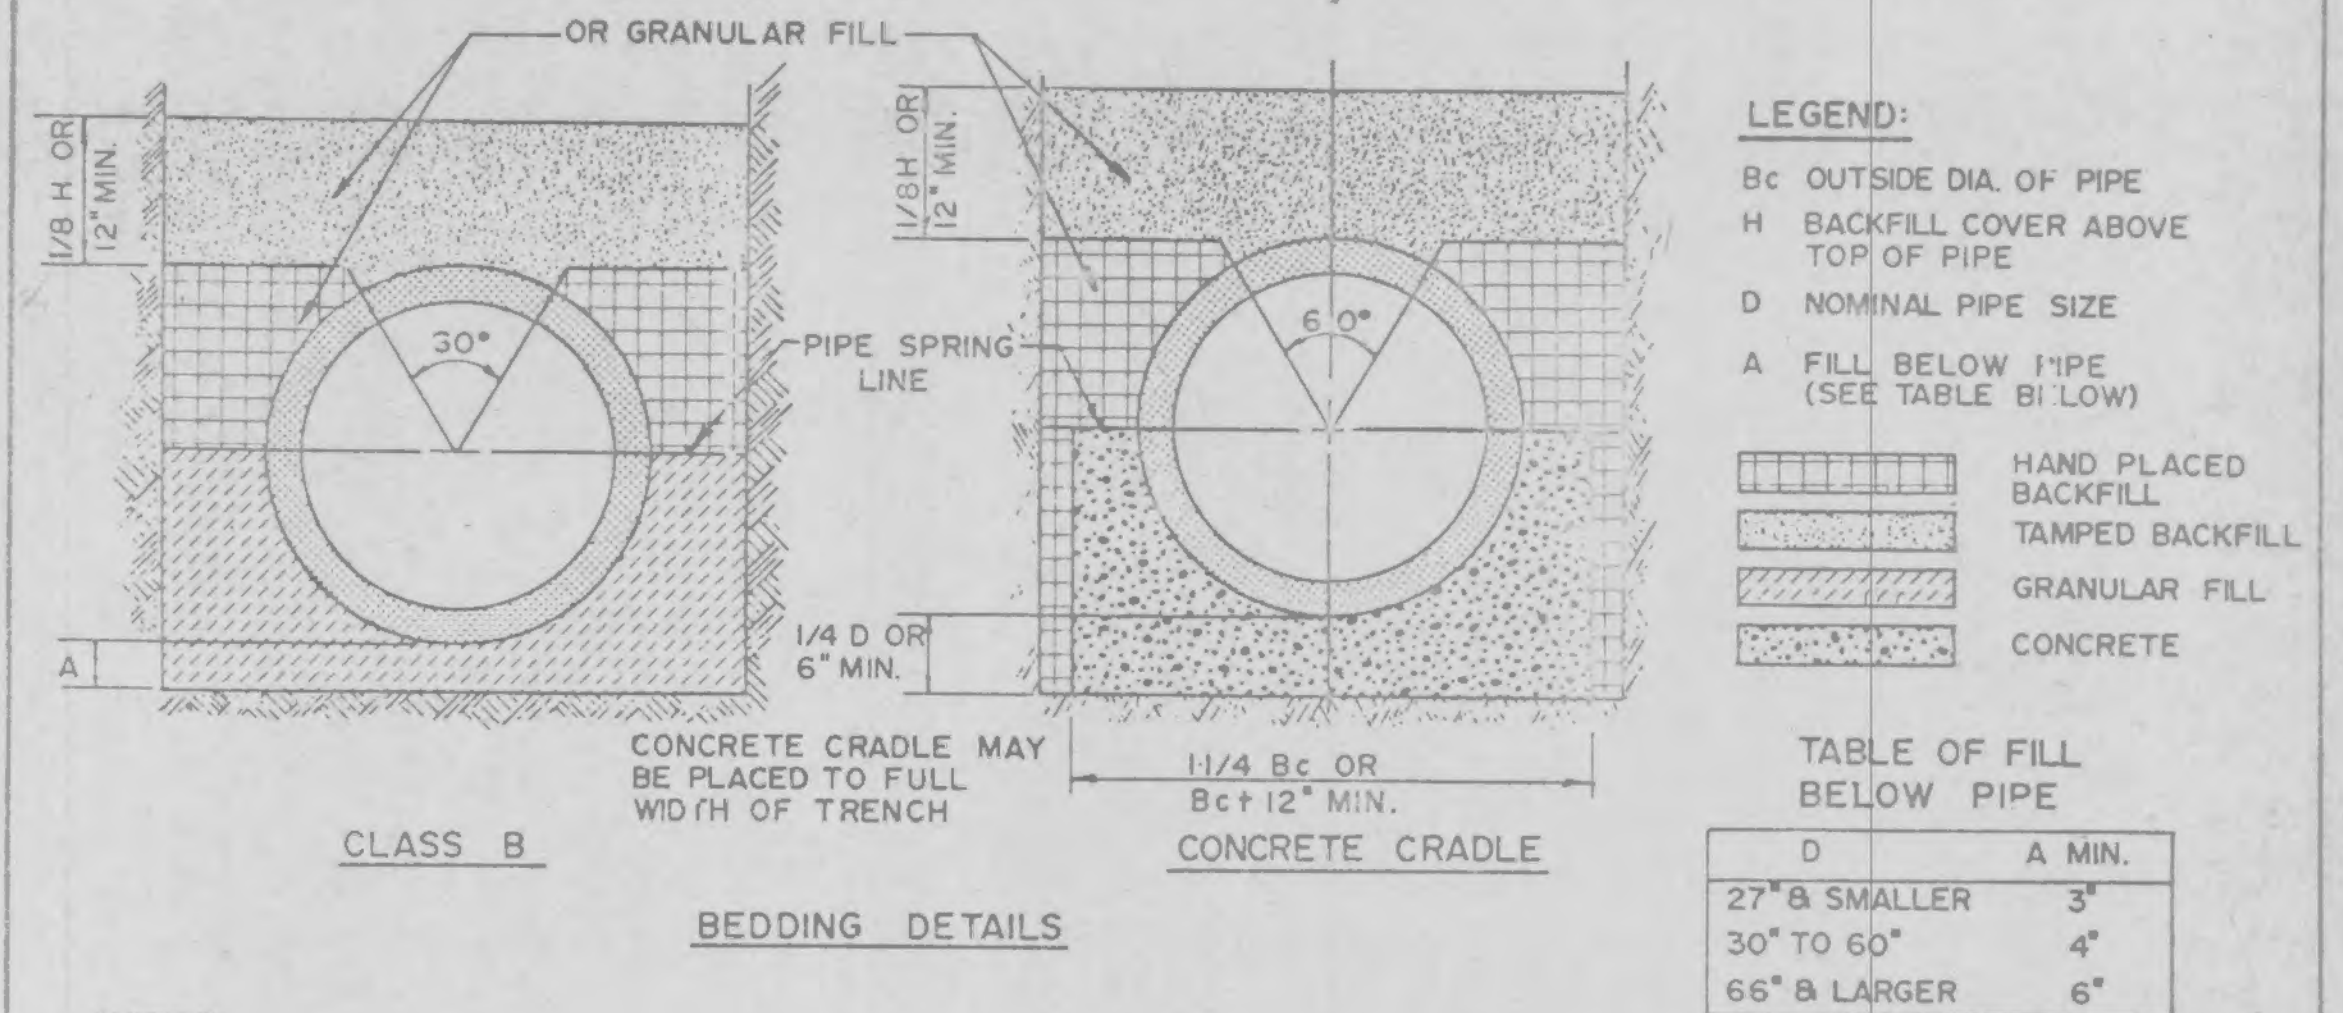 OR GRANULAR FILL
1/8 H OR
12" MIN.
30°
A
PIPE SPRING
LINE
1/8 H OR
12" MIN.
60°
1/4 D OR
6" MIN.
CONCRETE CRADLE MAY
BE PLACED TO FULL
WIDTH OF TRENCH
1-1/4 Bc OR
Bc + 12" MIN.
CLASS B
CONCRETE CRADLE
BEDDING DETAILS
LEGEND:
Bc OUTSIDE DIA. OF PIPE
H BACKFILL COVER ABOVE
TOP OF PIPE
D NOMINAL PIPE SIZE
A FILL BELOW PIPE
(SEE TABLE BELOW)
HAND PLACED
BACKFILL
TAMPED BACKFILL
GRANULAR FILL
CONCRETE
TABLE OF FILL
BELOW PIPE
D A MIN.
27" & SMALLER 3"
30" TO 60" 4"
66" & LARGER 6"